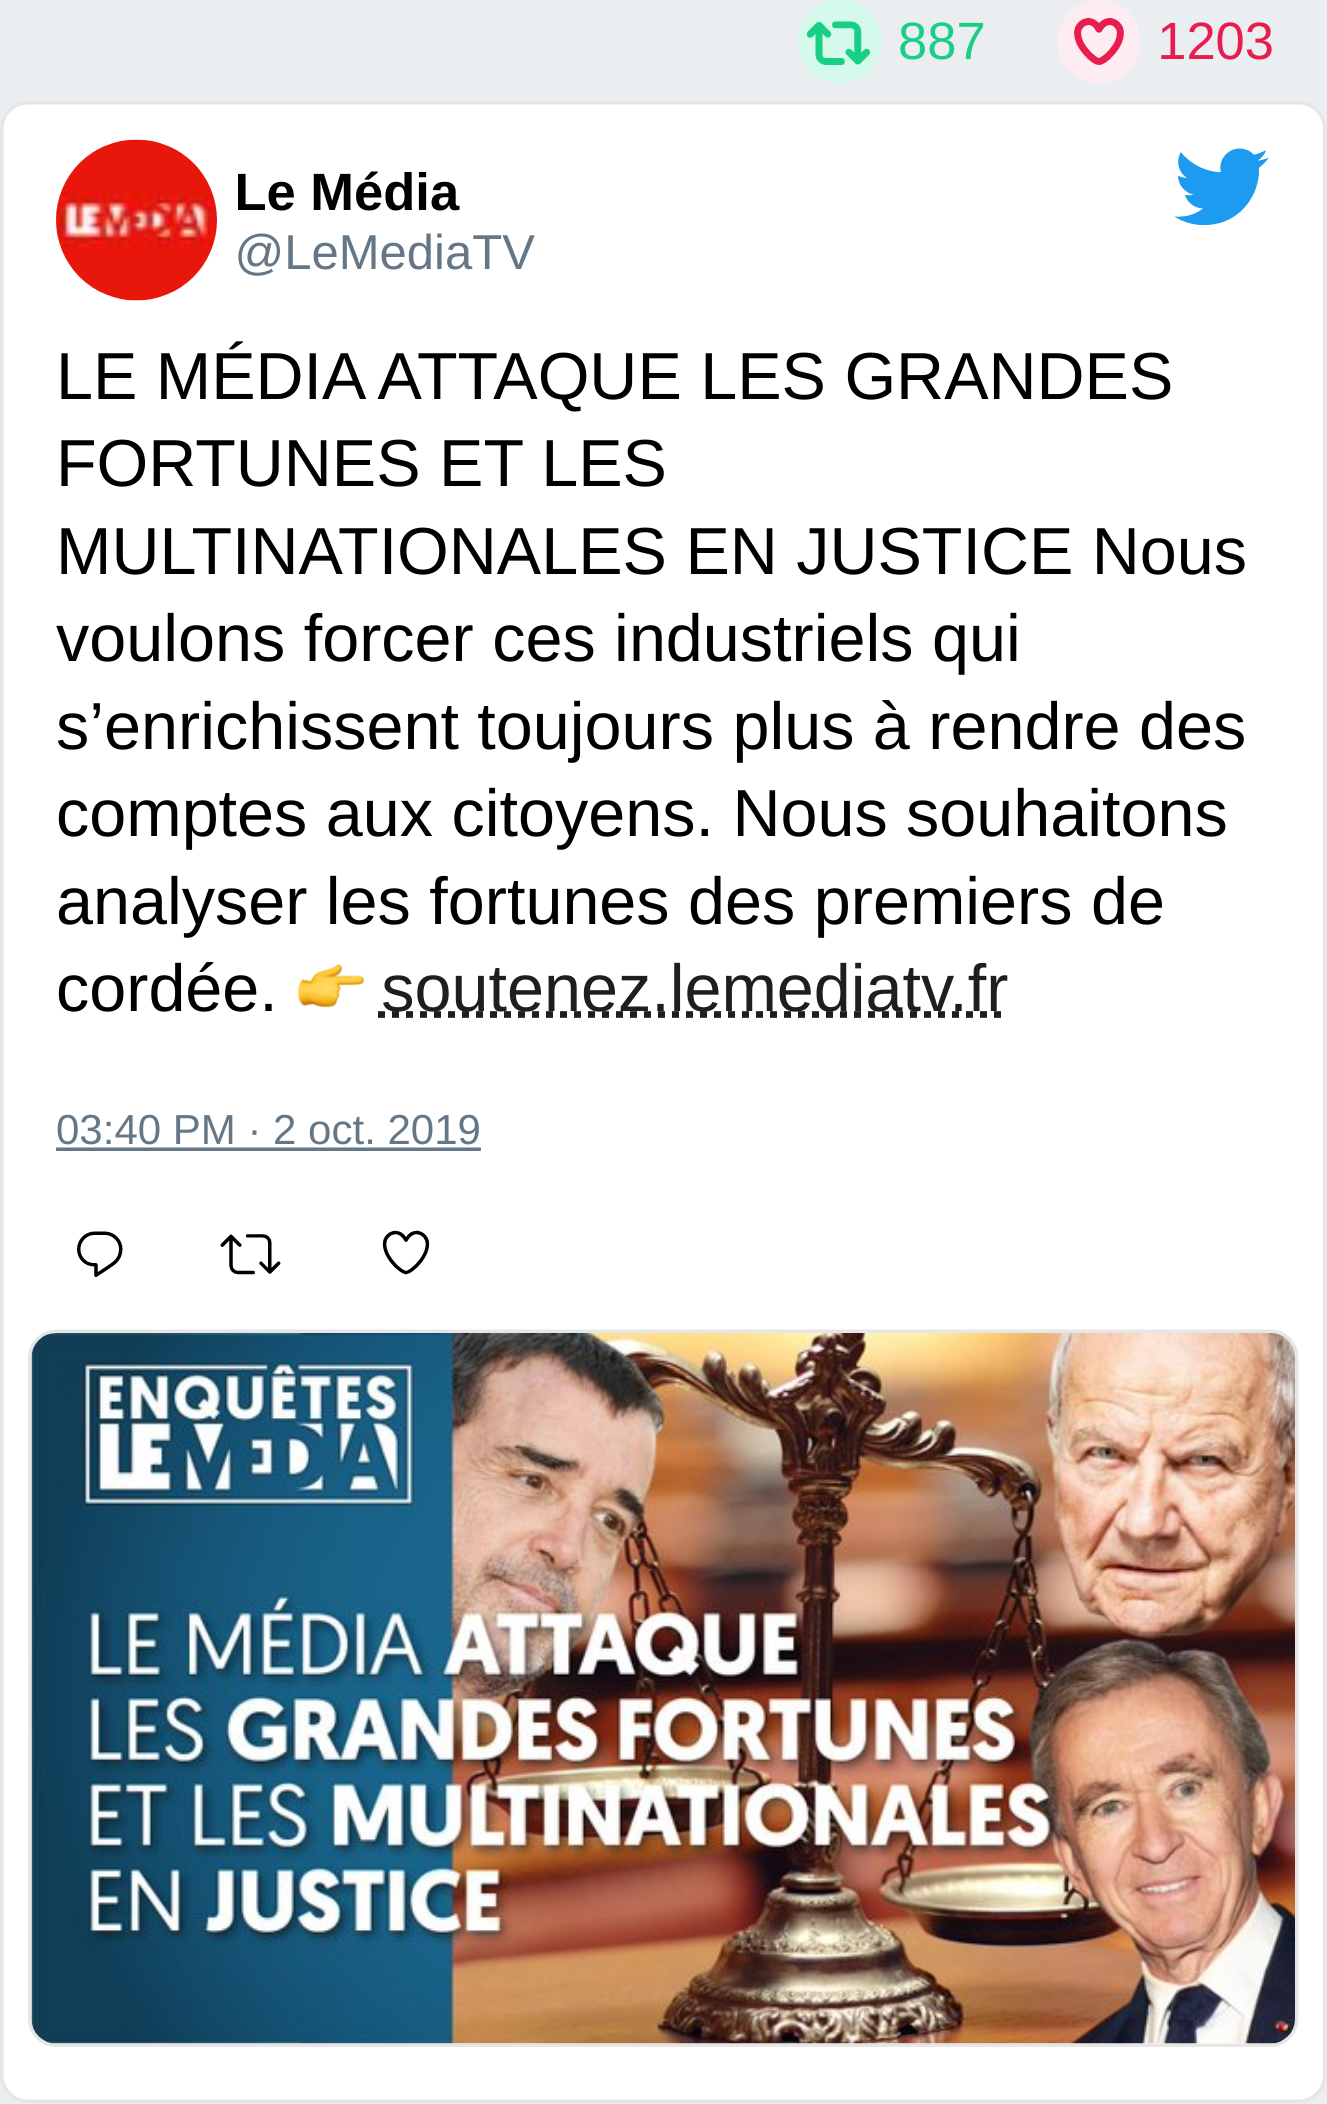 887 1203
LE MEDIA
Le Média
@LeMediaTV
LE MÉDIA ATTAQUE LES GRANDES
FORTUNES ET LES
MULTINATIONALES EN JUSTICE Nous
voulons forcer ces industriels qui
s’enrichissent toujours plus à rendre des
comptes aux citoyens. Nous souhaitons
analyser les fortunes des premiers de
cordée. 👉 soutenez.lemediatv.fr
03:40 PM · 2 oct. 2019
ENQUÊTES
LE MEDIA
LE MÉDIA ATTAQUE
LES GRANDES FORTUNES
ET LES MULTINATIONALES
EN JUSTICE